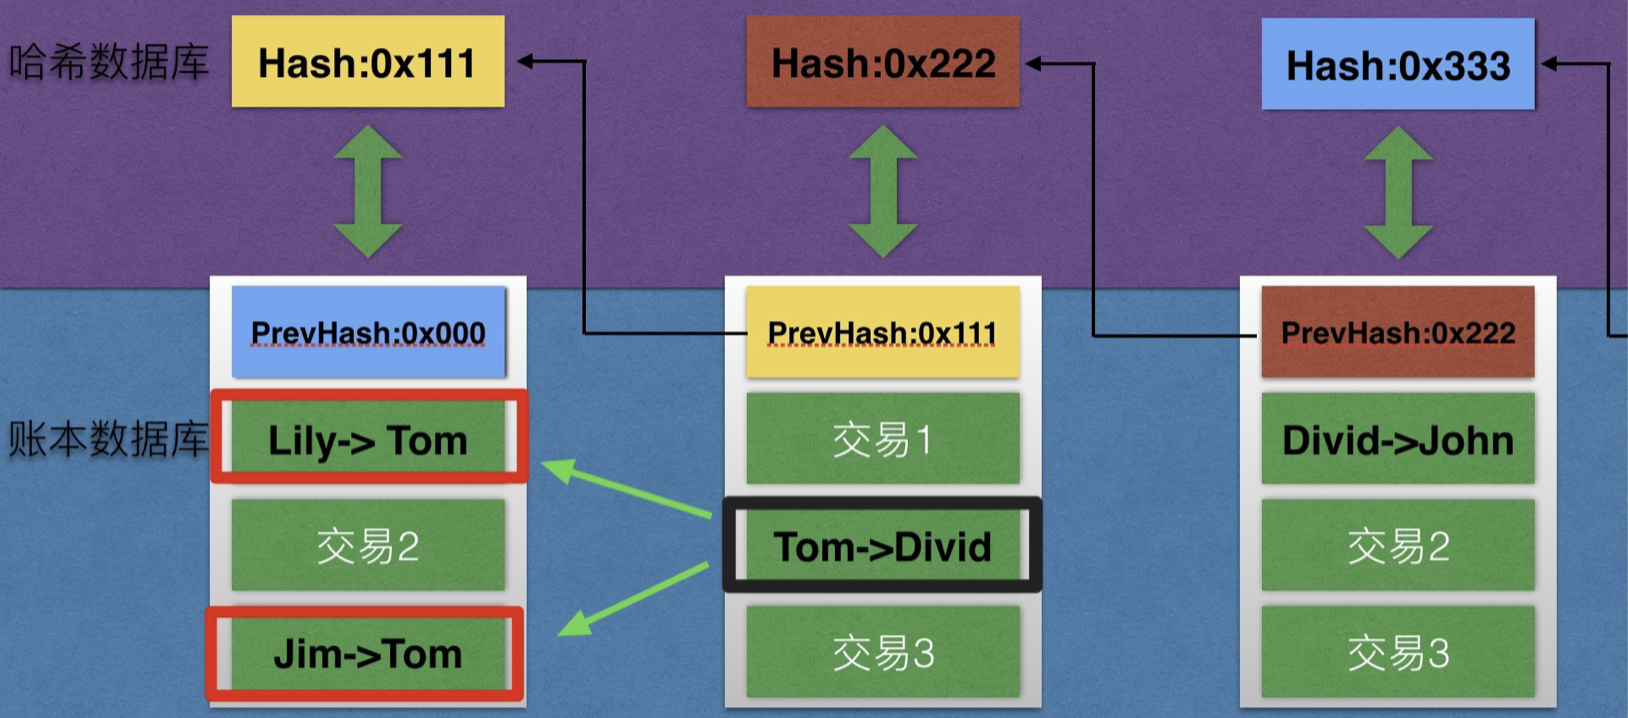 哈希数据库
Hash:0x111
Hash:0x222
Hash:0x333
PrevHash:0x000
PrevHash:0x111
PrevHash:0x222
账本数据库
Lily-> Tom
交易1
Divid->John
交易2
Tom->Divid
交易2
Jim->Tom
交易3
交易3